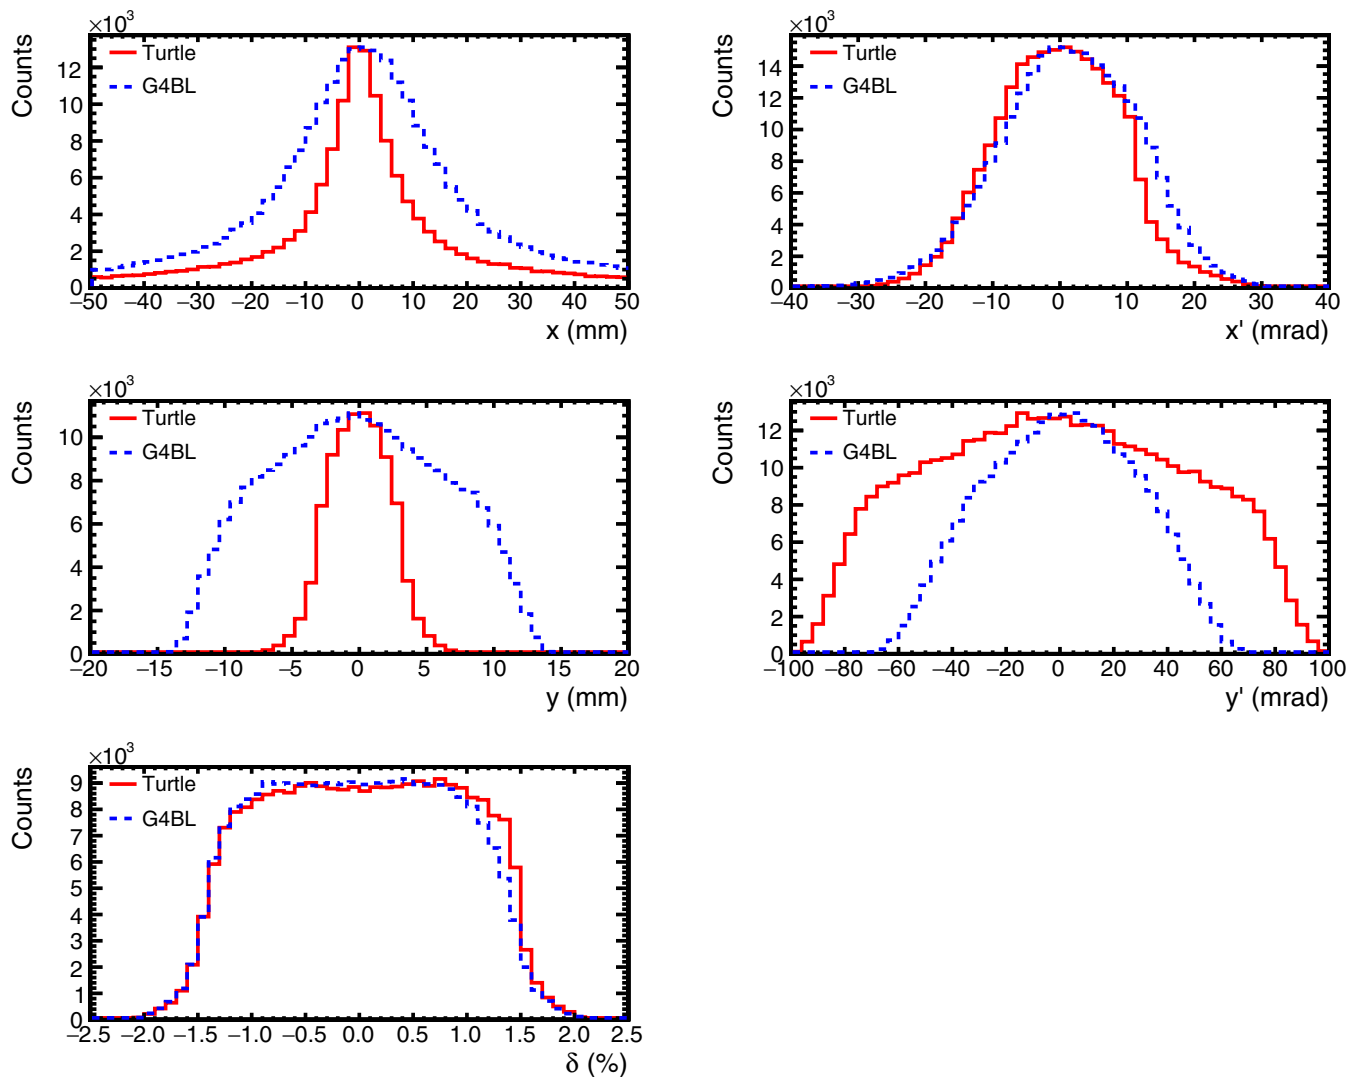 ×10³
Counts
Turtle
G4BL
12
10
8
6
4
2
0
−50 −40 −30 −20 −10 0 10 20 30 40 50
x (mm)
×10³
Counts
Turtle
G4BL
14
12
10
8
6
4
2
0
−40 −30 −20 −10 0 10 20 30 40
x' (mrad)
×10³
Counts
Turtle
G4BL
10
8
6
4
2
0
−20 −15 −10 −5 0 5 10 15 20
y (mm)
×10³
Counts
Turtle
G4BL
12
10
8
6
4
2
0
−100 −80 −60 −40 −20 0 20 40 60 80 100
y' (mrad)
×10³
Counts
Turtle
G4BL
9
8
7
6
5
4
3
2
1
0
−2.5 −2.0 −1.5 −1.0 −0.5 0.0 0.5 1.0 1.5 2.0 2.5
δ (%)